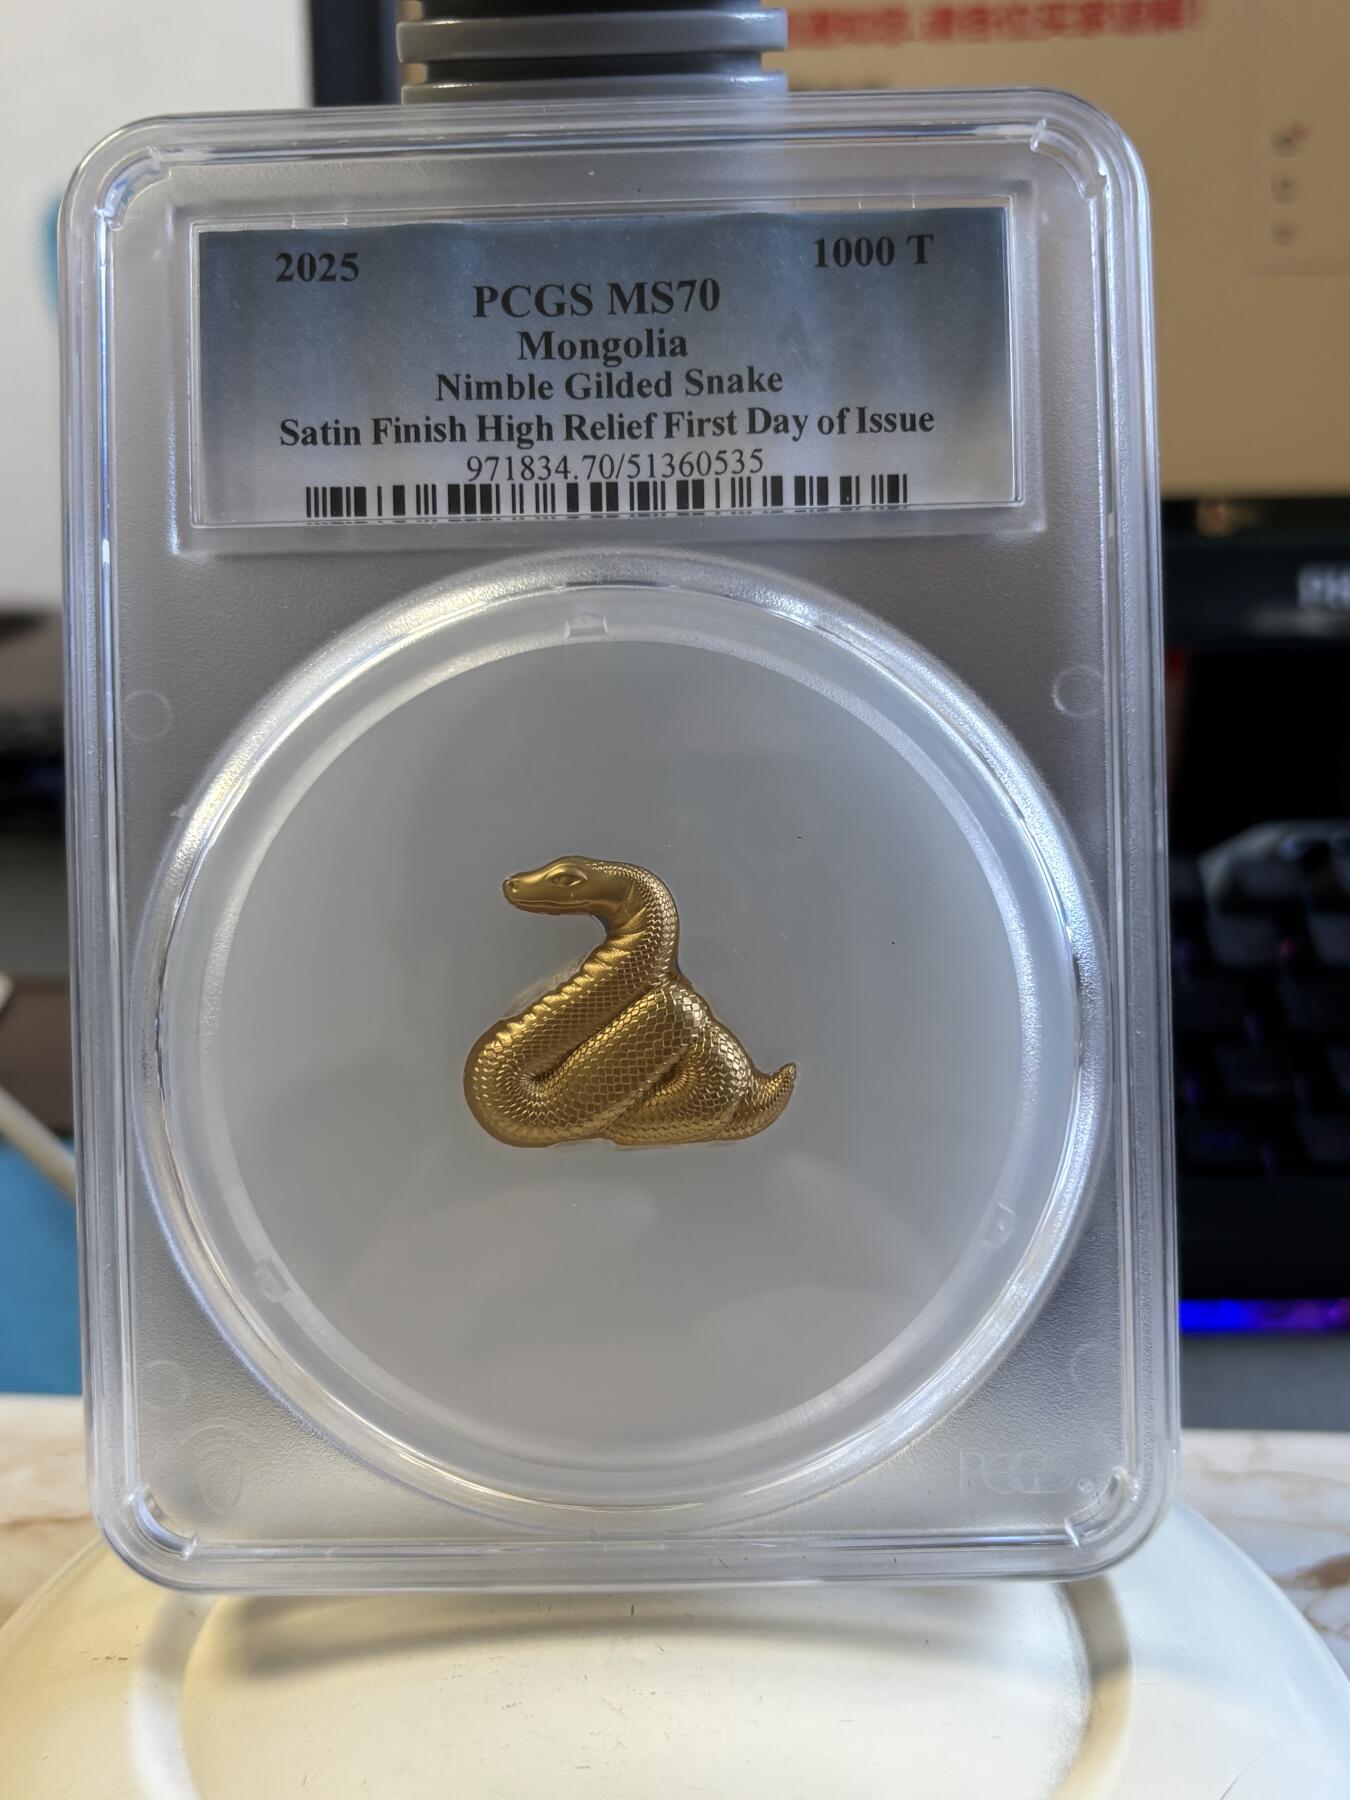 2025 1000 T
PCGS MS70
Mongolia
Nimble Gilded Snake
Satin Finish High Relief First Day of Issue
971834.70/51360535
PCGS